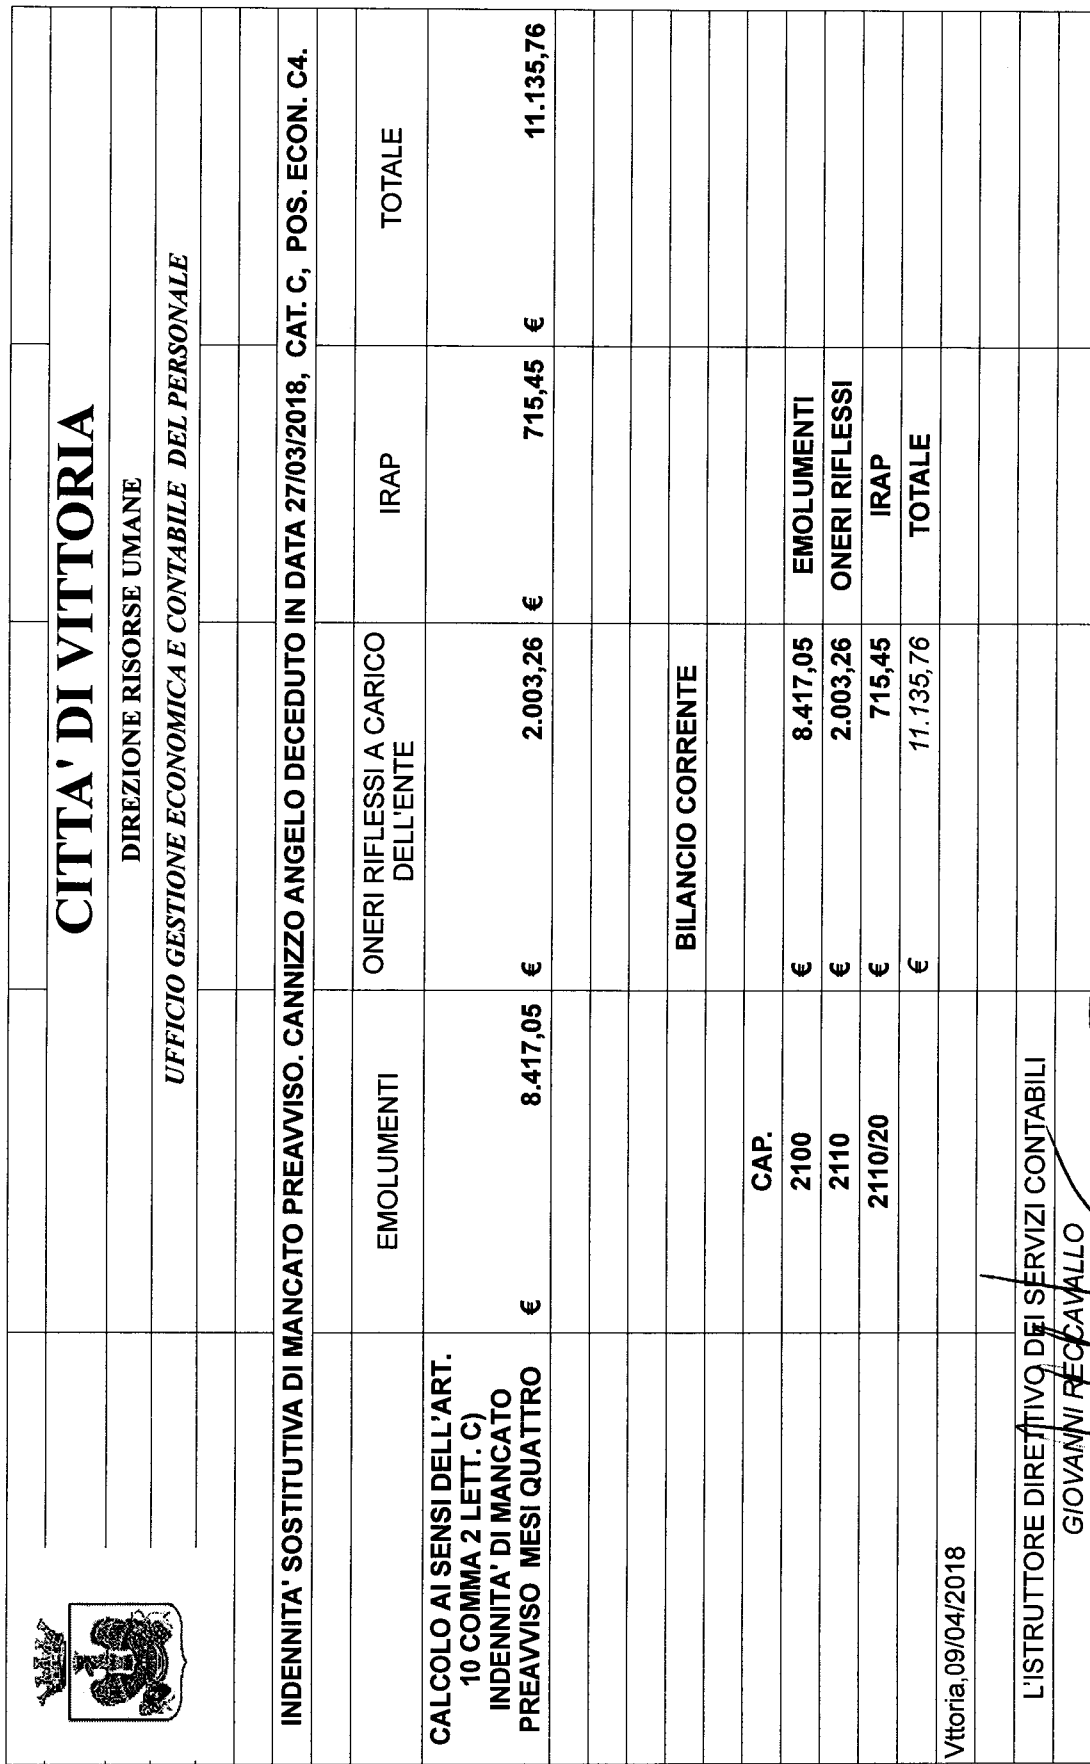 CITTA' DI VITTORIA
DIREZIONE RISORSE UMANE
UFFICIO GESTIONE ECONOMICA E CONTABILE DEL PERSONALE
INDENNITA' SOSTITUTIVA DI MANCATO PREAVVISO. CANNIZZO ANGELO DECEDUTO IN DATA 27/03/2018, CAT. C, POS. ECON. C4.
EMOLUMENTI ONERI RIFLESSI A CARICO IRAP TOTALE
DELL'ENTE
CALCOLO AI SENSI DELL'ART.
10 COMMA 2 LETT. C)
INDENNITA' DI MANCATO
PREAVVISO MESI QUATTRO € 8.417,05 € 2.003,26 € 715,45 € 11.135,76
BILANCIO CORRENTE
CAP.
2100 € 8.417,05 EMOLUMENTI
2110 € 2.003,26 ONERI RIFLESSI
2110/20 € 715,45 IRAP
€ 11.135,76 TOTALE
Vttoria,09/04/2018
L'ISTRUTTORE DIRETTIVO DEI SERVIZI CONTABILI
GIOVANNI RECCAVALLO